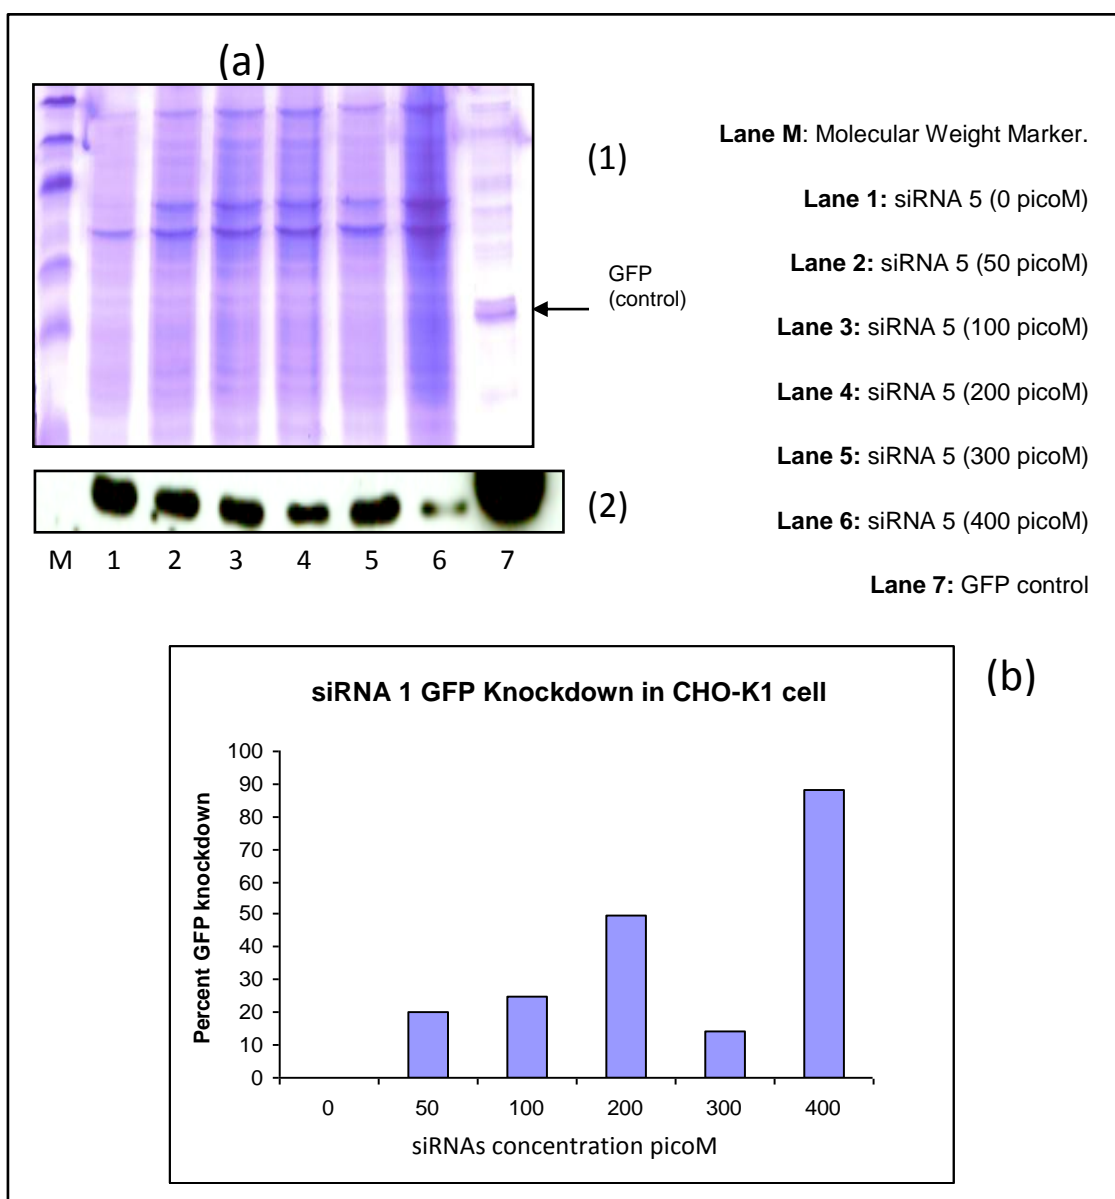 (a)
(1)
GFP
(control)
Lane M: Molecular Weight Marker.
Lane 1: siRNA 5 (0 picoM)
Lane 2: siRNA 5 (50 picoM)
Lane 3: siRNA 5 (100 picoM)
Lane 4: siRNA 5 (200 picoM)
Lane 5: siRNA 5 (300 picoM)
Lane 6: siRNA 5 (400 picoM)
Lane 7: GFP control
(2)
M 1 2 3 4 5 6 7
(b)
siRNA 1 GFP Knockdown in CHO-K1 cell
Percent GFP knockdown
100
90
80
70
60
50
40
30
20
10
0
0 50 100 200 300 400
siRNAs concentration picoM